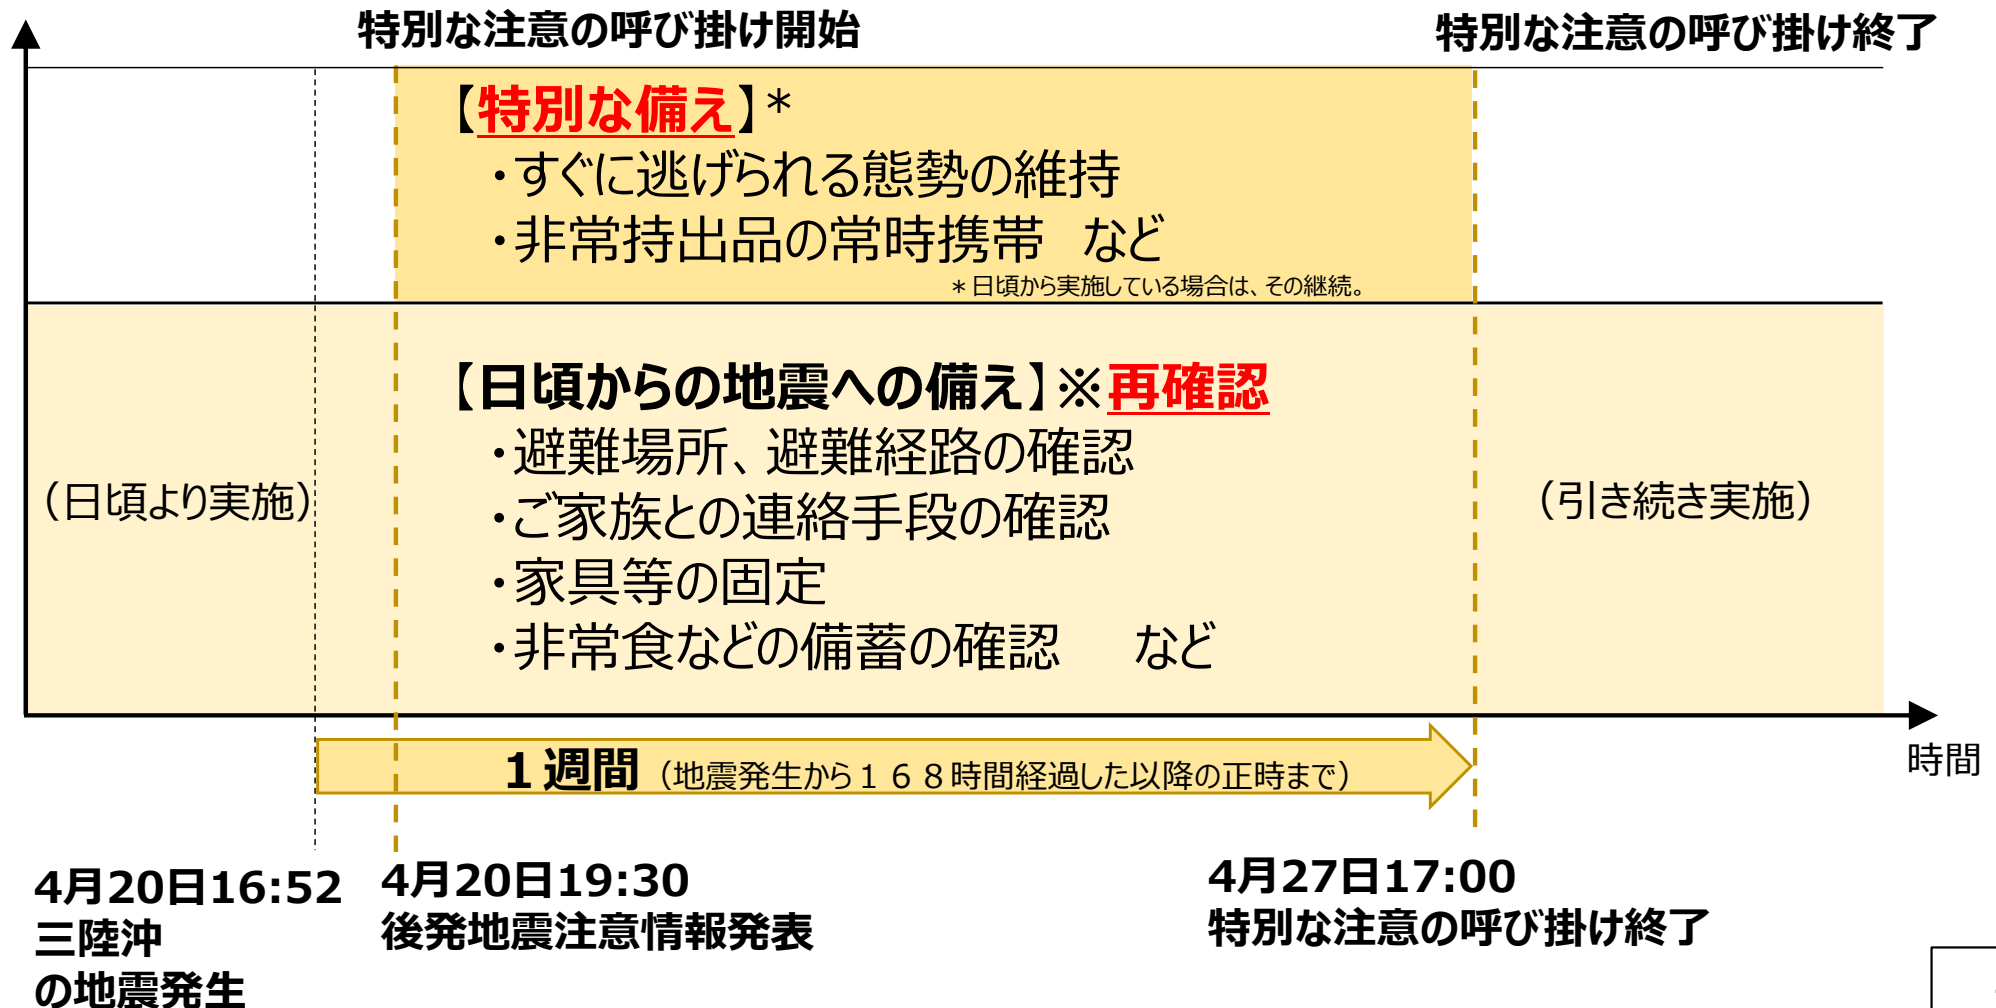 特別な注意の呼び掛け開始
特別な注意の呼び掛け終了
【特別な備え】*
・すぐに逃げられる態勢の維持
・非常持出品の常時携帯　など
*日頃から実施している場合は、その継続。
【日頃からの地震への備え】※再確認
・避難場所、避難経路の確認
・ご家族との連絡手段の確認
・家具等の固定
・非常食などの備蓄の確認　　など
（日頃より実施）
（引き続き実施）
１週間（地震発生から１６８時間経過した以降の正時まで）
時間
4月20日16:52
三陸沖
の地震発生
4月20日19:30
後発地震注意情報発表
4月27日17:00
特別な注意の呼び掛け終了